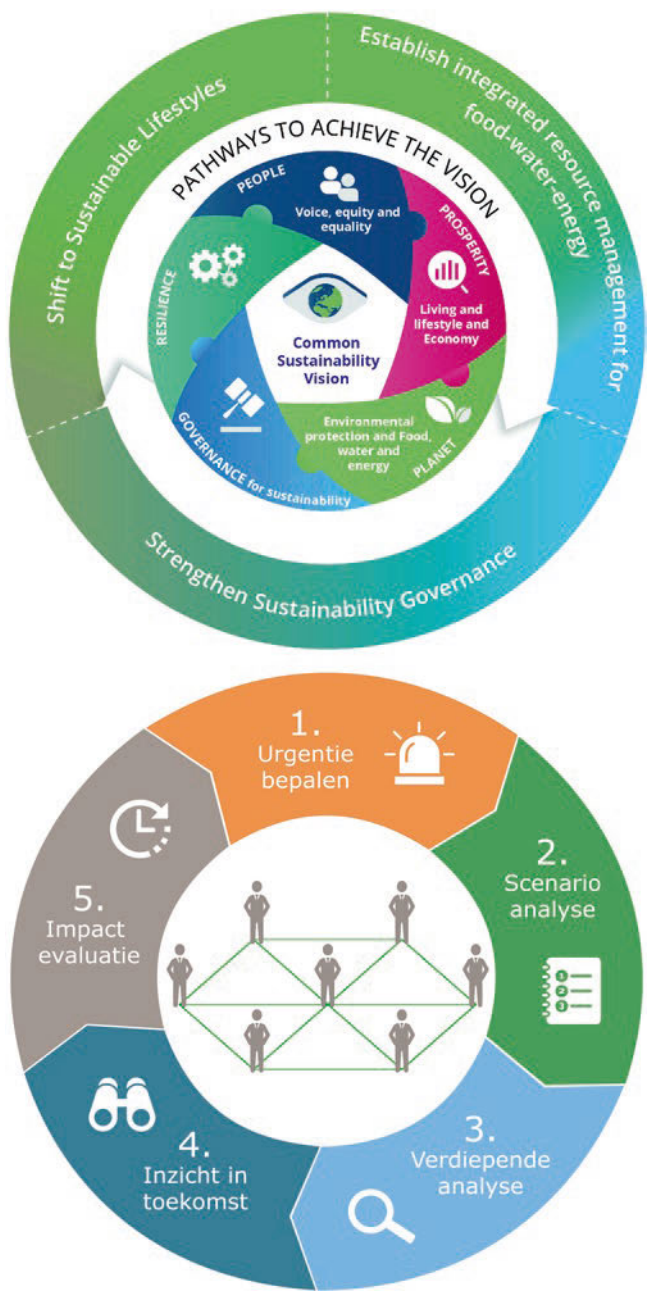 Shift to Sustainable Lifestyles
Establish integrated resource management for
food-water-energy
Strengthen Sustainability Governance
PATHWAYS TO ACHIEVE THE VISION
PEOPLE
Voice, equity and
equality
PROSPERITY
Living and
lifestyle and
Economy
RESILIENCE
Common
Sustainability
Vision
Environmental
protection and Food,
water and
energy
PLANET
GOVERNANCE for sustainability
1.
Urgentie
bepalen
2.
Scenario
analyse
1
2
3
3.
Verdiepende
analyse
4.
Inzicht in
toekomst
5.
Impact
evaluatie